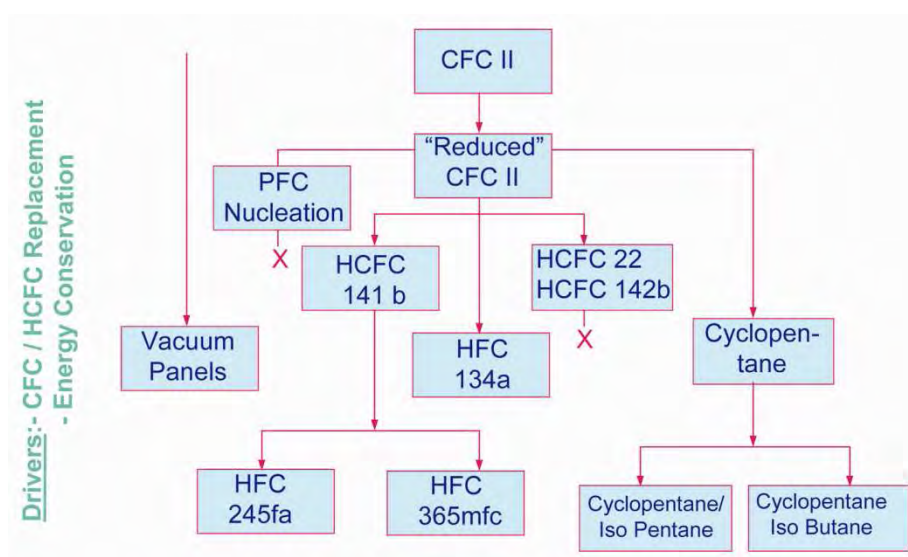 Drivers:- CFC / HCFC Replacement
- Energy Conservation
CFC II
“Reduced”
CFC II
PFC
Nucleation
X
HCFC
141 b
HCFC 22
HCFC 142b
X
Vacuum
Panels
HFC
134a
Cyclopen-
tane
HFC
245fa
HFC
365mfc
Cyclopentane/
Iso Pentane
Cyclopentane
Iso Butane